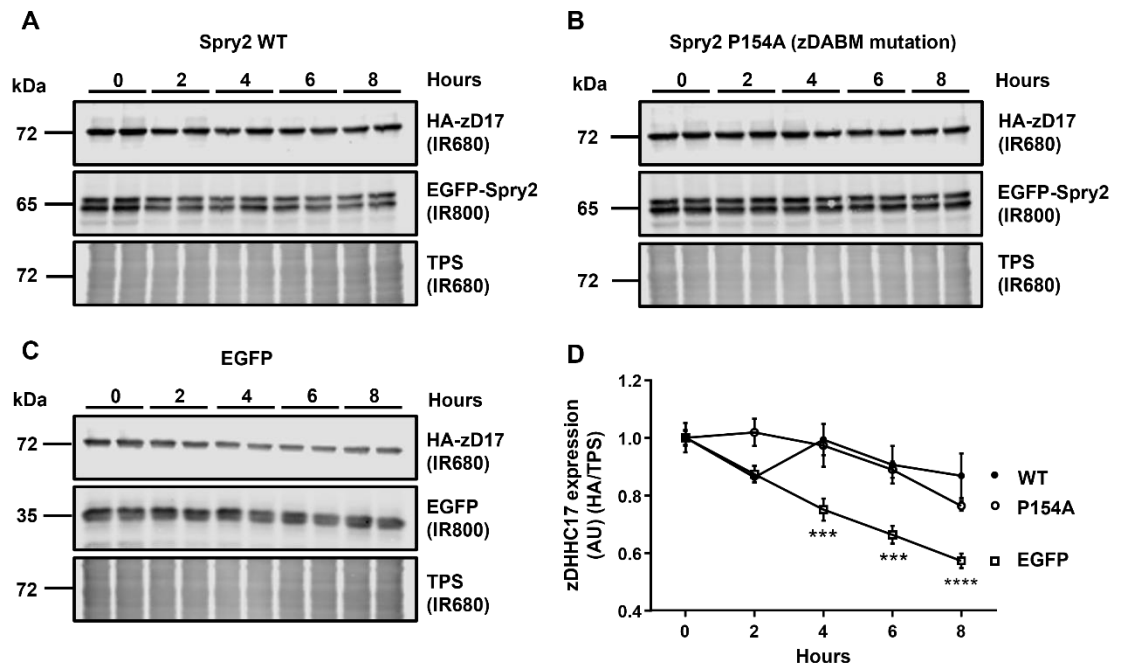 A
Spry2 WT
0 2 4 6 8 Hours
kDa
72
HA-zD17
(IR680)
65
EGFP-Spry2
(IR800)
72
TPS
(IR680)
B
Spry2 P154A (zDABM mutation)
0 2 4 6 8 Hours
kDa
72
HA-zD17
(IR680)
65
EGFP-Spry2
(IR800)
72
TPS
(IR680)
C
EGFP
0 2 4 6 8 Hours
kDa
72
HA-zD17
(IR680)
35
EGFP
(IR800)
72
TPS
(IR680)
D
zDHHC17 expression
(AU) (HA/TPS)
1.2
1.0
0.8
0.6
0.4
*** *** ****
WT
P154A
EGFP
0 2 4 6 8
Hours